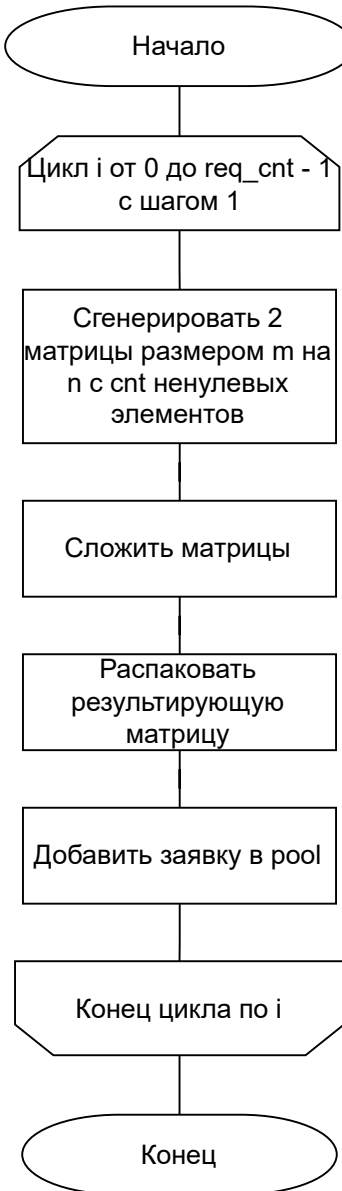 Начало
Цикл i от 0 до req_cnt - 1
с шагом 1
Сгенерировать 2
матрицы размером m на
n с cnt ненулевых
элементов
Сложить матрицы
Распаковать
результирующую
матрицу
Добавить заявку в pool
Конец цикла по i
Конец